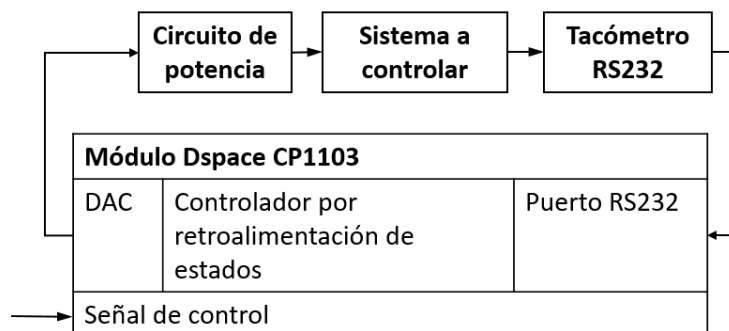 Circuito de
potencia
Sistema a
controlar
Tacómetro
RS232
Módulo Dspace CP1103
DAC
Controlador por
retroalimentación de
estados
Puerto RS232
Señal de control